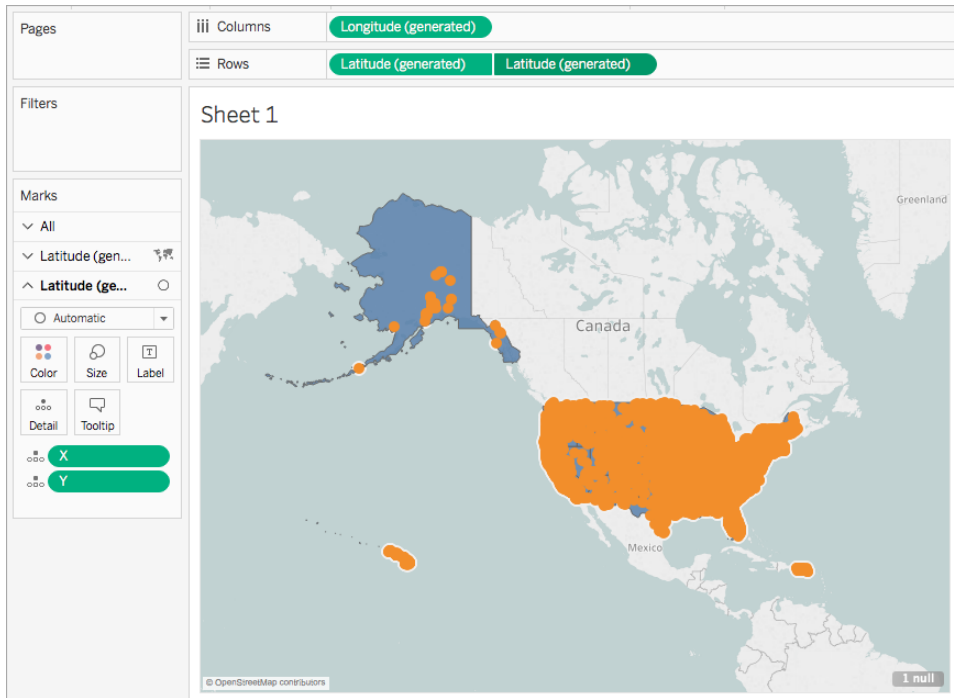 Pages
Columns
Longitude (generated)
Rows
Latitude (generated)
Latitude (generated)
Filters
Sheet 1
Marks
All
Latitude (gen...
Latitude (ge...
Automatic
Color
Size
T
Label
Detail
Tooltip
X
Y
Greenland
Canada
Mexico
© OpenStreetMap contributors
1 null